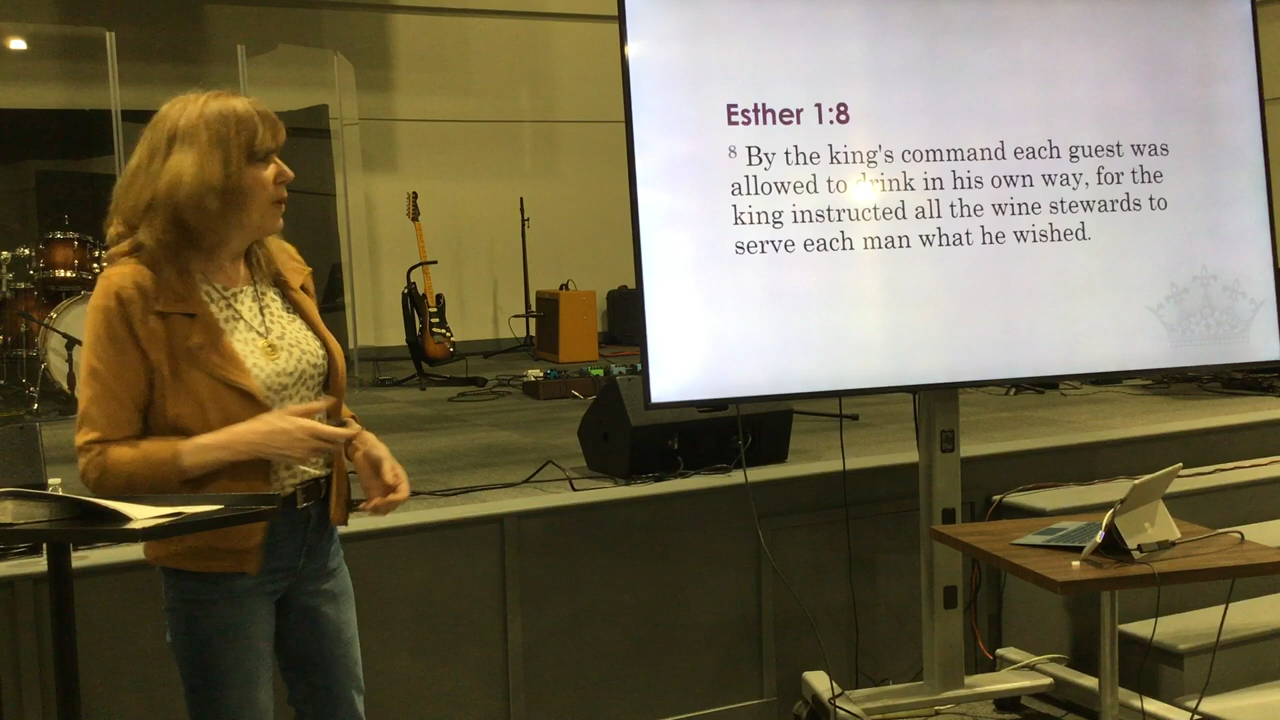 Esther 1:8
8 By the king's command each guest was
allowed to drink in his own way, for the
king instructed all the wine stewards to
serve each man what he wished.